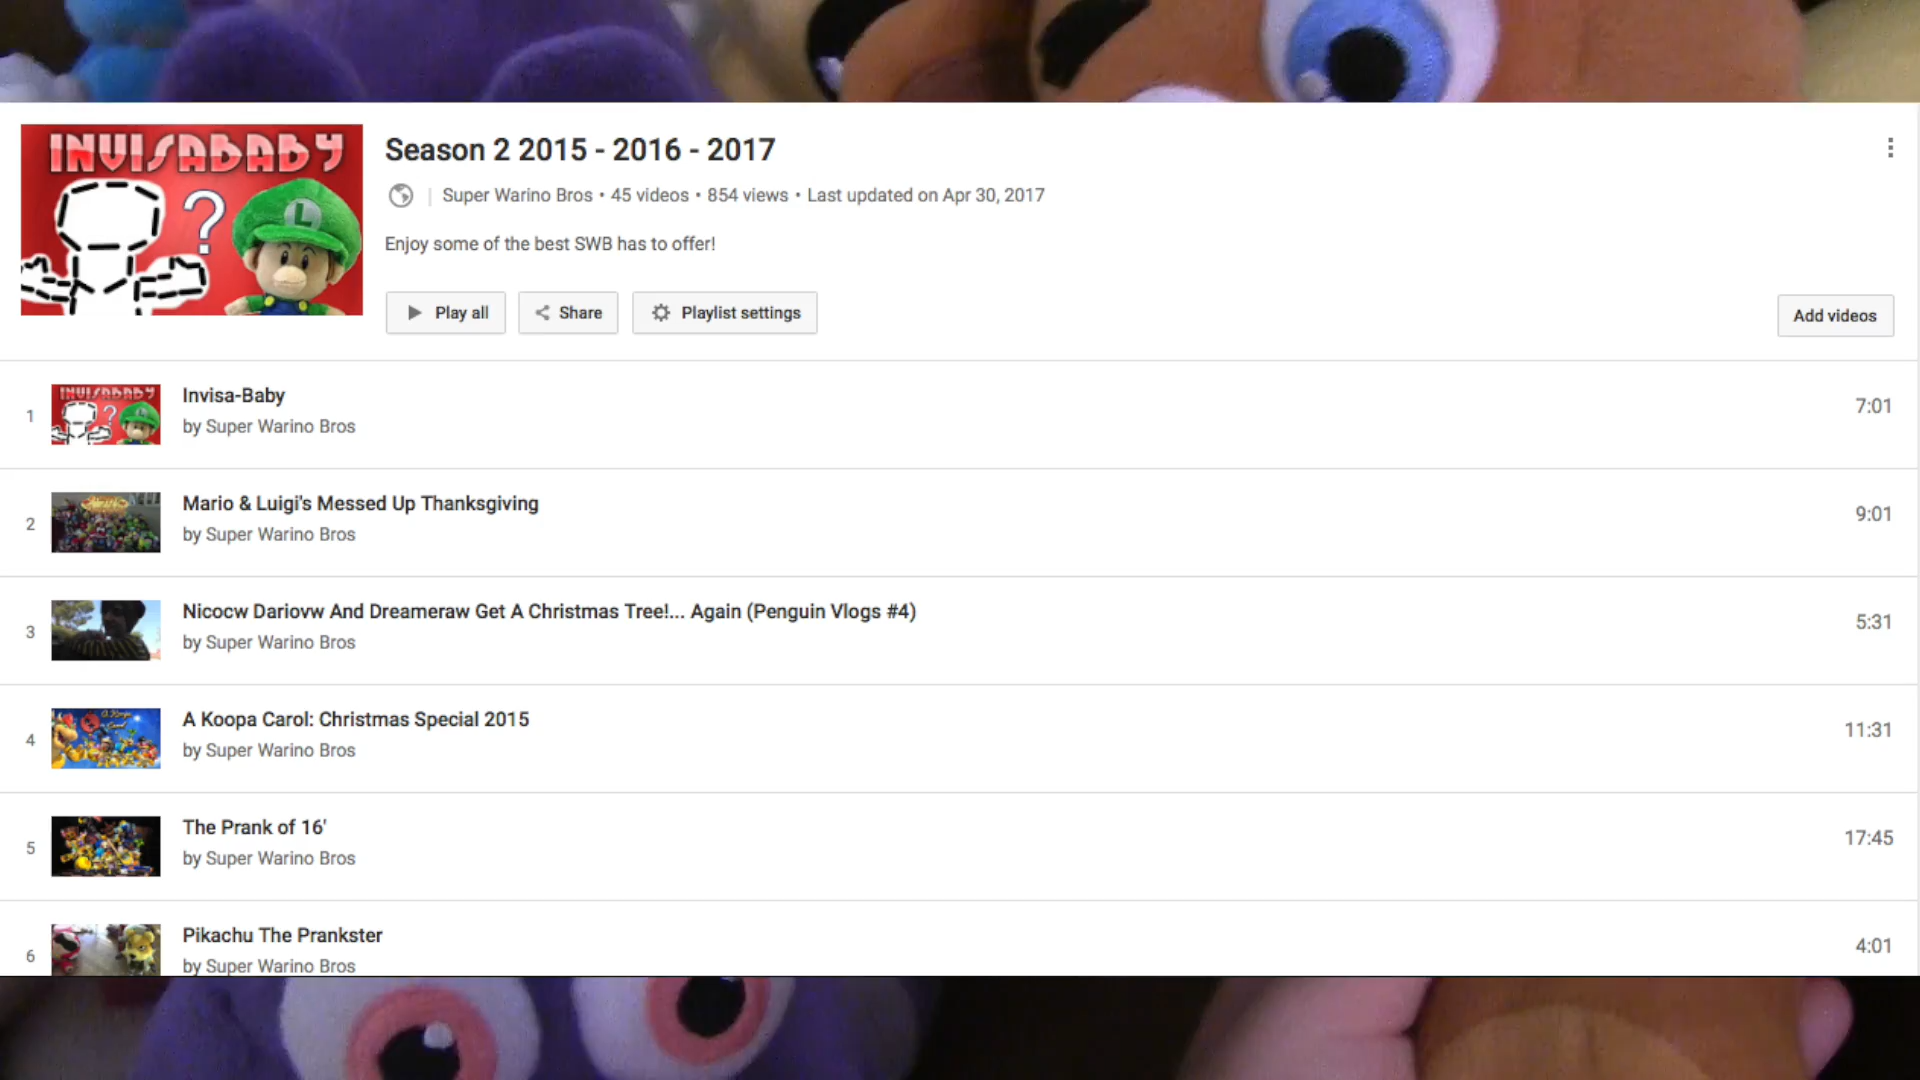 INVISABABY
?
L
Season 2 2015 - 2016 - 2017
Super Warino Bros • 45 videos • 854 views • Last updated on Apr 30, 2017
Enjoy some of the best SWB has to offer!
Play all
Share
Playlist settings
Add videos
1
INVISABABY
?
Invisa-Baby
by Super Warino Bros
7:01
2
Mario & Luigi's Messed Up Thanksgiving
by Super Warino Bros
9:01
3
Nicocw Dariovw And Dreameraw Get A Christmas Tree!... Again (Penguin Vlogs #4)
by Super Warino Bros
5:31
4
A Koopa Carol: Christmas Special 2015
by Super Warino Bros
11:31
5
The Prank of 16'
by Super Warino Bros
17:45
6
Pikachu The Prankster
by Super Warino Bros
4:01